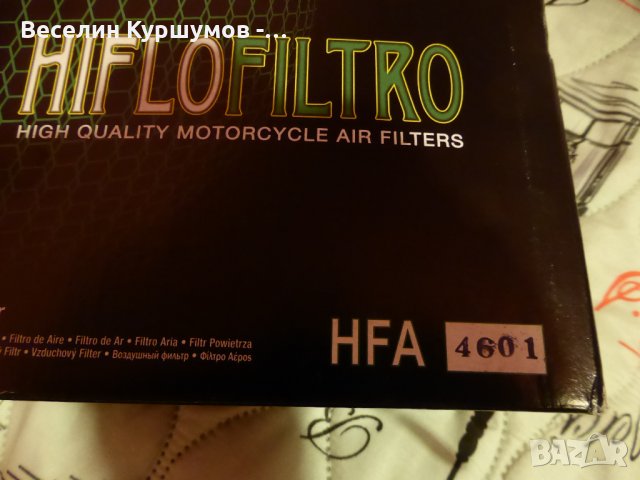 Веселин Куршумов -...
HIFLOFILTRO
HIGH QUALITY MOTORCYCLE AIR FILTERS
• Filtro de Aire • Filtro de Ar • Filtro Aria • Filtr Powietrza
Filtr • Vzduchový Filter • Воздушный фильтр • Φίλτρο Αέρος
HFA 4601
BAZAR